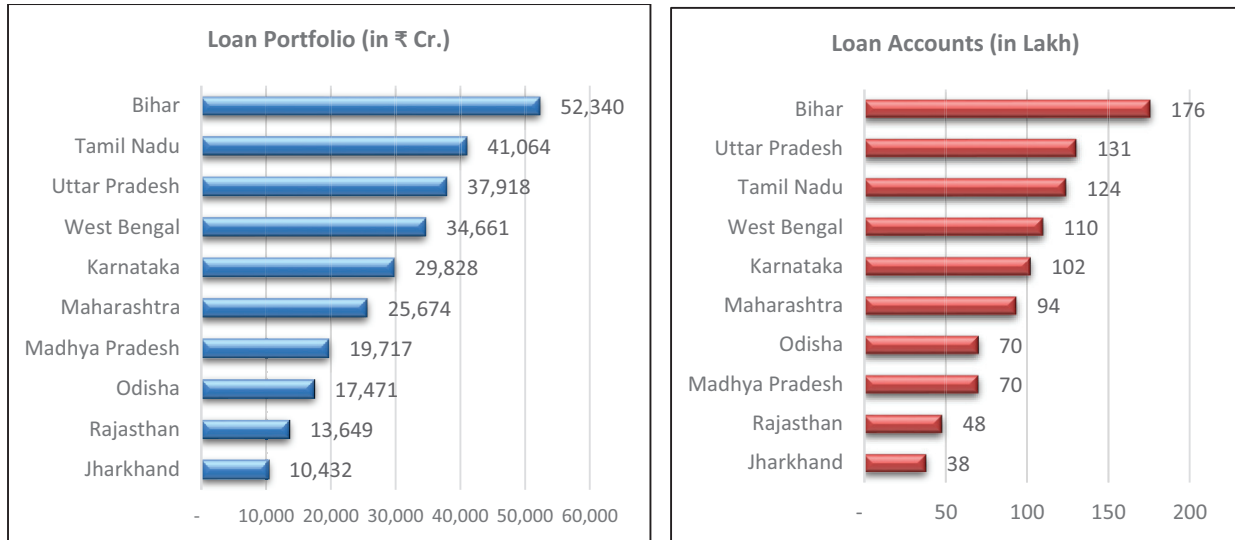 Loan Portfolio (in ₹ Cr.)
Bihar 52,340
Tamil Nadu 41,064
Uttar Pradesh 37,918
West Bengal 34,661
Karnataka 29,828
Maharashtra 25,674
Madhya Pradesh 19,717
Odisha 17,471
Rajasthan 13,649
Jharkhand 10,432
- 10,000 20,000 30,000 40,000 50,000 60,000
Loan Accounts (in Lakh)
Bihar 176
Uttar Pradesh 131
Tamil Nadu 124
West Bengal 110
Karnataka 102
Maharashtra 94
Odisha 70
Madhya Pradesh 70
Rajasthan 48
Jharkhand 38
- 50 100 150 200